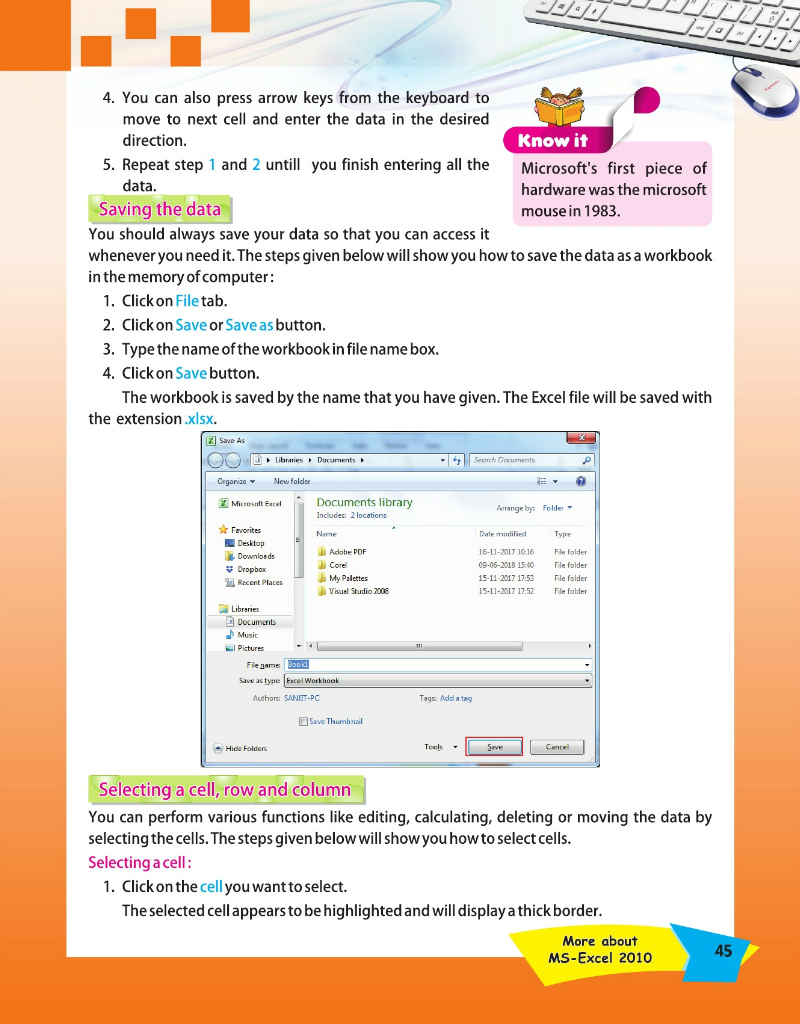 4. You can also press arrow keys from the keyboard to
move to next cell and enter the data in the desired
direction.
5. Repeat step 1 and 2 untill you finish entering all the
data.
Know it
Microsoft's first piece of
hardware was the microsoft
mouse in 1983.
Saving the data
You should always save your data so that you can access it
whenever you need it. The steps given below will show you how to save the data as a workbook
in the memory of computer :
1. Click on File tab.
2. Click on Save or Save as button.
3. Type the name of the workbook in file name box.
4. Click on Save button.
The workbook is saved by the name that you have given. The Excel file will be saved with
the extension .xlsx.
Save As
Libraries Documents
Search Documents
Organize New folder
Microsoft Excel
Favorites
Desktop
Downloads
Dropbox
Recent Places
Libraries
Documents
Music
Pictures
Documents library
Includes: 2 locations
Arrange by: Folder
Name Date modified Type
Adobe PDF 16-11-2017 10:16 File folder
Corel 09-06-2018 15:40 File folder
My Palettes 15-11-2017 17:53 File folder
Visual Studio 2008 15-11-2017 17:52 File folder
File name: Book1
Save as type: Excel Workbook
Authors: SANJIT-PC Tags: Add a tag
Save Thumbnail
Hide Folders Tools Save Cancel
Selecting a cell, row and column
You can perform various functions like editing, calculating, deleting or moving the data by
selecting the cells. The steps given below will show you how to select cells.
Selecting a cell :
1. Click on the cell you want to select.
The selected cell appears to be highlighted and will display a thick border.
More about
MS-Excel 2010
45